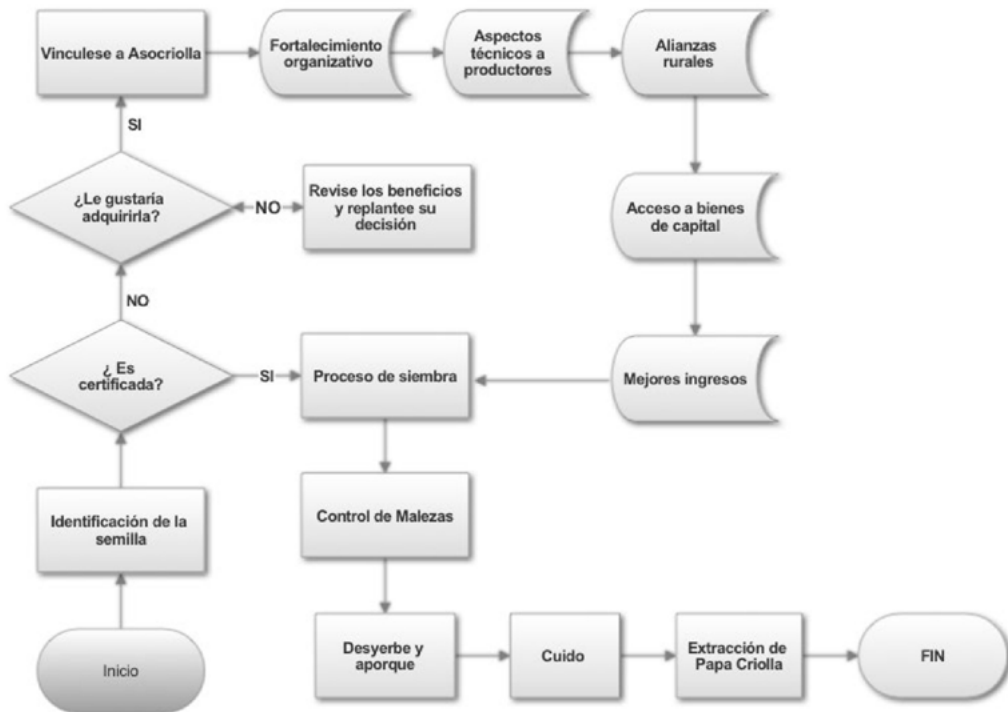 Vinculese a Asocriolla
Fortalecimiento
organizativo
Aspectos
técnicos a
productores
Alianzas
rurales
SI
¿Le gustaría
adquirirla?
NO
Revise los beneficios
y replantee su
decisión
Acceso a bienes
de capital
NO
¿ Es
certificada?
SI
Proceso de siembra
Mejores ingresos
Identificación de la
semilla
Control de Malezas
Inicio
Desyerbe y
aporque
Cuido
Extracción de
Papa Criolla
FIN